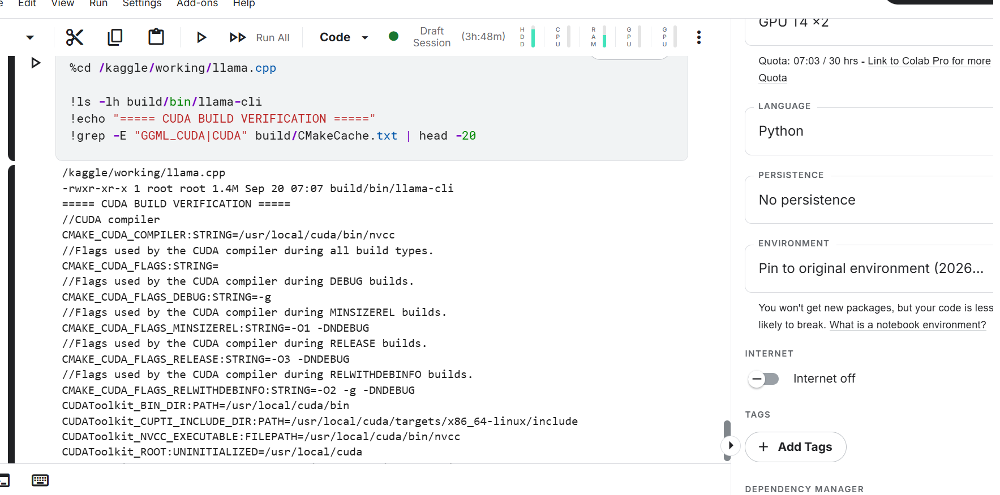 Edit View Run Settings Add-ons Help
Run All
Code
Draft Session (3h:48m)
HDD
CPU
RAM
GPU
GPU
%cd /kaggle/working/llama.cpp
!ls -lh build/bin/llama-cli
!echo "===== CUDA BUILD VERIFICATION ====="
!grep -E "GGML_CUDA|CUDA" build/CMakeCache.txt | head -20
/kaggle/working/llama.cpp
-rwxr-xr-x 1 root root 1.4M Sep 20 07:07 build/bin/llama-cli
===== CUDA BUILD VERIFICATION =====
//CUDA compiler
CMAKE_CUDA_COMPILER:STRING=/usr/local/cuda/bin/nvcc
//Flags used by the CUDA compiler during all build types.
CMAKE_CUDA_FLAGS:STRING=
//Flags used by the CUDA compiler during DEBUG builds.
CMAKE_CUDA_FLAGS_DEBUG:STRING=-g
//Flags used by the CUDA compiler during MINSIZEREL builds.
CMAKE_CUDA_FLAGS_MINSIZEREL:STRING=-O1 -DNDEBUG
//Flags used by the CUDA compiler during RELEASE builds.
CMAKE_CUDA_FLAGS_RELEASE:STRING=-O3 -DNDEBUG
//Flags used by the CUDA compiler during RELWITHDEBINFO builds.
CMAKE_CUDA_FLAGS_RELWITHDEBINFO:STRING=-O2 -g -DNDEBUG
CUDAToolkit_BIN_DIR:PATH=/usr/local/cuda/bin
CUDAToolkit_CUPTI_INCLUDE_DIR:PATH=/usr/local/cuda/targets/x86_64-linux/include
CUDAToolkit_NVCC_EXECUTABLE:FILEPATH=/usr/local/cuda/bin/nvcc
CUDAToolkit_ROOT:UNINITIALIZED=/usr/local/cuda
GPU T4 ×2
Quota: 07:03 / 30 hrs - Link to Colab Pro for more
Quota
LANGUAGE
Python
PERSISTENCE
No persistence
ENVIRONMENT
Pin to original environment (2026...
You won't get new packages, but your code is less
likely to break. What is a notebook environment?
INTERNET
Internet off
TAGS
+ Add Tags
DEPENDENCY MANAGER